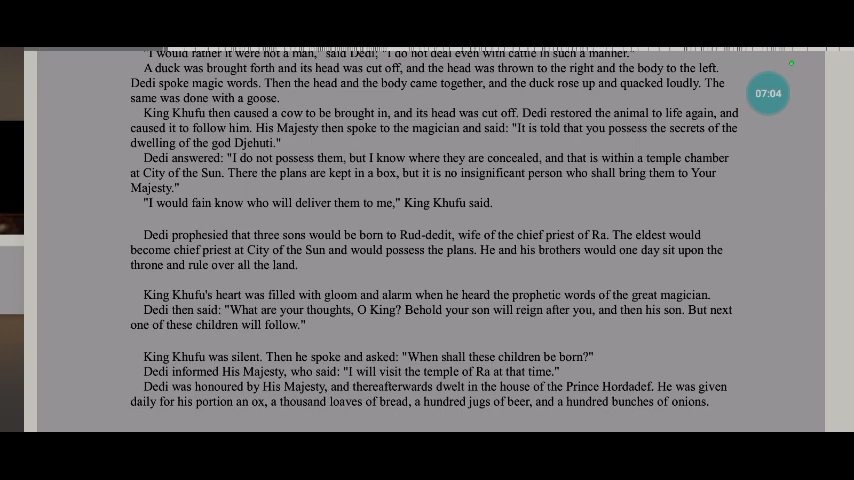 "I would rather it were not a man," said Dedi; "I do not deal even with cattle in such a manner."
A duck was brought forth and its head was cut off, and the head was thrown to the right and the body to the left.
Dedi spoke magic words. Then the head and the body came together, and the duck rose up and quacked loudly. The
same was done with a goose.
King Khufu then caused a cow to be brought in, and its head was cut off. Dedi restored the animal to life again, and
caused it to follow him. His Majesty then spoke to the magician and said: "It is told that you possess the secrets of the
dwelling of the god Djehuti."
Dedi answered: "I do not possess them, but I know where they are concealed, and that is within a temple chamber
at City of the Sun. There the plans are kept in a box, but it is no insignificant person who shall bring them to Your
Majesty."
"I would fain know who will deliver them to me," King Khufu said.
Dedi prophesied that three sons would be born to Rud-dedit, wife of the chief priest of Ra. The eldest would
become chief priest at City of the Sun and would possess the plans. He and his brothers would one day sit upon the
throne and rule over all the land.
King Khufu's heart was filled with gloom and alarm when he heard the prophetic words of the great magician.
Dedi then said: "What are your thoughts, O King? Behold your son will reign after you, and then his son. But next
one of these children will follow."
King Khufu was silent. Then he spoke and asked: "When shall these children be born?"
Dedi informed His Majesty, who said: "I will visit the temple of Ra at that time."
Dedi was honoured by His Majesty, and thereafterwards dwelt in the house of the Prince Hordadef. He was given
daily for his portion an ox, a thousand loaves of bread, a hundred jugs of beer, and a hundred bunches of onions.
07:04